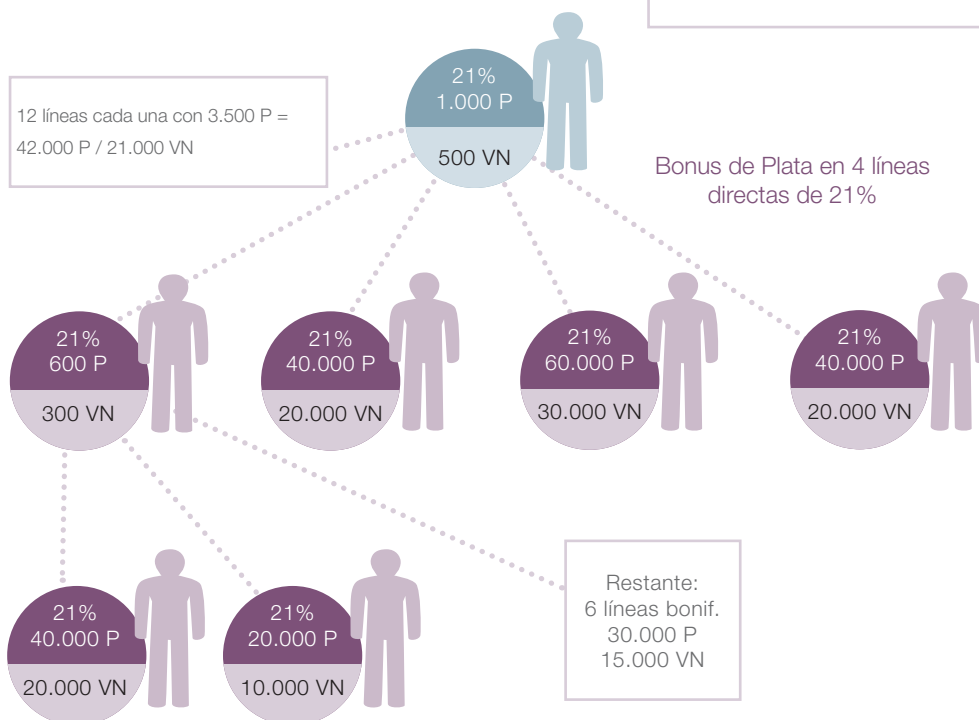 21%
1.000 P
500 VN
12 líneas cada una con 3.500 P =
42.000 P / 21.000 VN
Bonus de Plata en 4 líneas
directas de 21%
21%
600 P
300 VN
21%
40.000 P
20.000 VN
21%
60.000 P
30.000 VN
21%
40.000 P
20.000 VN
21%
40.000 P
20.000 VN
21%
20.000 P
10.000 VN
Restante:
6 líneas bonif.
30.000 P
15.000 VN